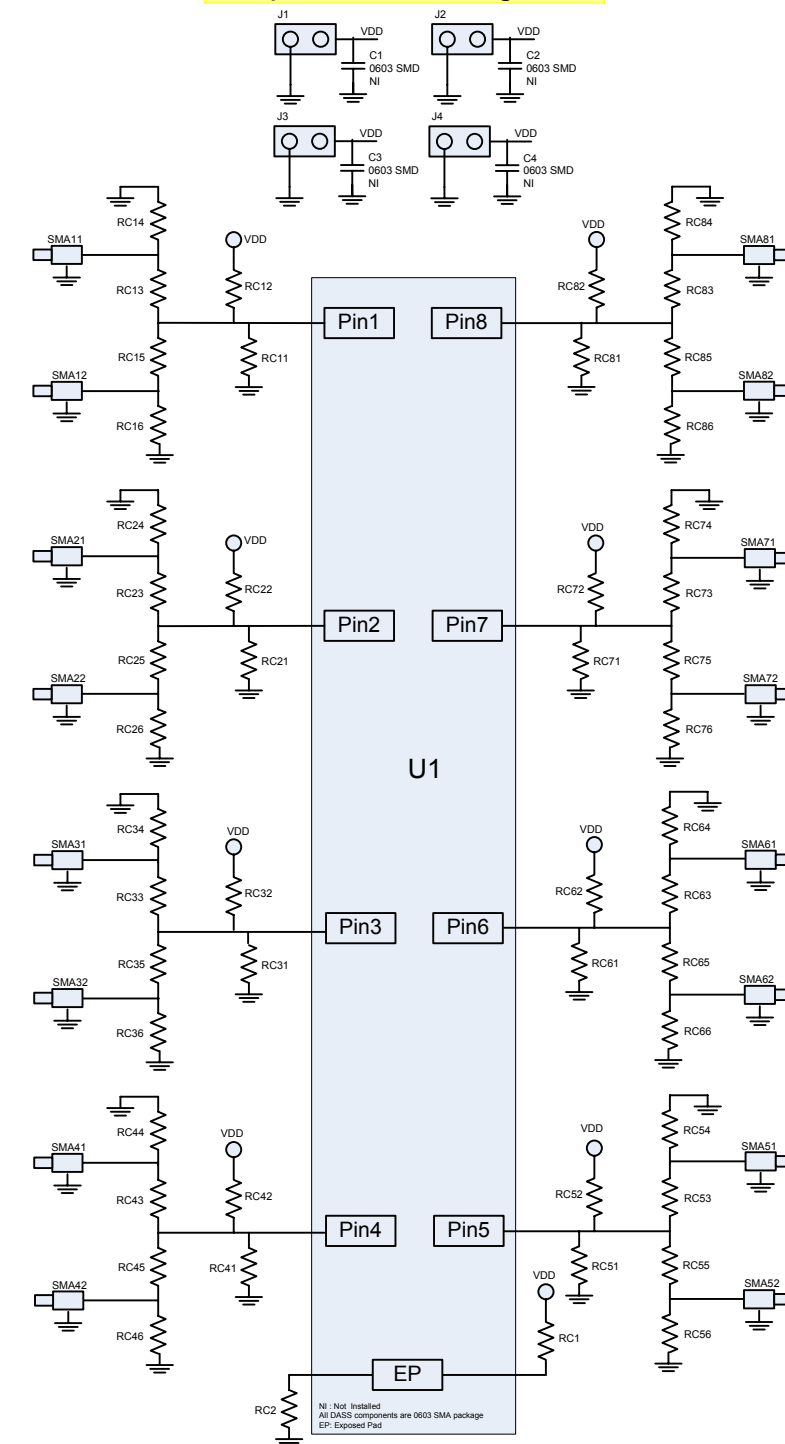 J1
VDD
C1
0603 SMD
NI
J2
VDD
C2
0603 SMD
NI
J3
VDD
C3
0603 SMD
NI
J4
VDD
C4
0603 SMD
NI
RC14
SMA11
VDD
RC13
RC12
Pin1
RC15
RC11
SMA12
RC16
RC84
VDD
SMA81
RC82
RC83
Pin8
RC81
RC85
SMA82
RC86
RC24
SMA21
VDD
RC23
RC22
Pin2
RC25
RC21
SMA22
RC26
RC74
VDD
SMA71
RC72
RC73
Pin7
RC71
RC75
SMA72
RC76
U1
RC34
SMA31
VDD
RC33
RC32
Pin3
RC35
RC31
SMA32
RC36
RC64
VDD
SMA61
RC62
RC63
Pin6
RC61
RC65
SMA62
RC66
RC44
SMA41
VDD
RC43
RC42
Pin4
RC45
RC41
SMA42
RC46
RC54
VDD
SMA51
RC52
RC53
Pin5
RC51
RC55
SMA52
RC56
VDD
RC1
EP
RC2
NI : Not Installed
All DASS components are 0603 SMA package
EP: Exposed Pad